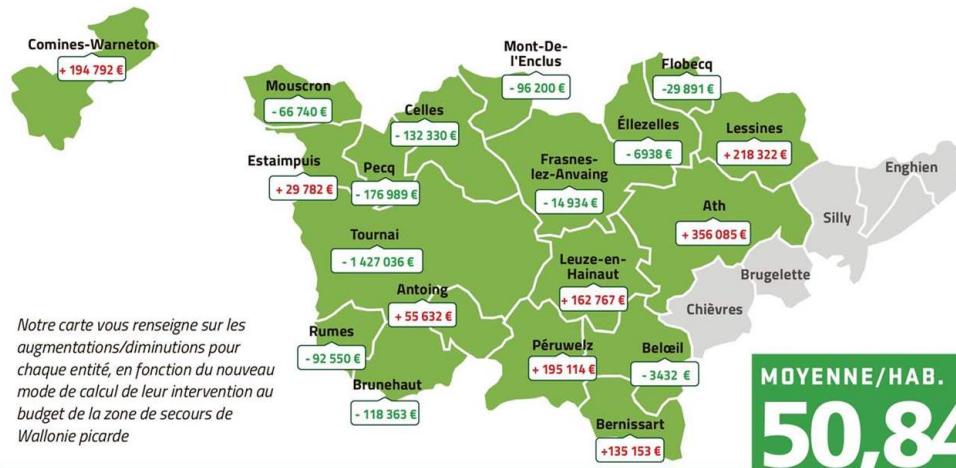 Comines-Warneton
+ 194 792 €
Mouscron
- 66 740 €
Celles
- 132 330 €
Mont-De-
l'Enclus
- 96 200 €
Flobecq
-29 891 €
Éllezelles
- 6938 €
Lessines
+ 218 322 €
Estaimpuis
+ 29 782 €
Pecq
- 176 989 €
Frasnes-
lez-Anvaing
- 14 934 €
Ath
+ 356 085 €
Enghien
Silly
Brugelette
Chièvres
Tournai
- 1 427 036 €
Leuze-en-
Hainaut
+ 162 767 €
Antoing
+ 55 632 €
Rumes
- 92 550 €
Brunehaut
- 118 363 €
Péruwelz
+ 195 114 €
Belœil
- 3432 €
Bernissart
+135 153 €
Notre carte vous renseigne sur les
augmentations/diminutions pour
chaque entité, en fonction du nouveau
mode de calcul de leur intervention au
budget de la zone de secours de
Wallonie picarde
MOYENNE/HAB.
50,84